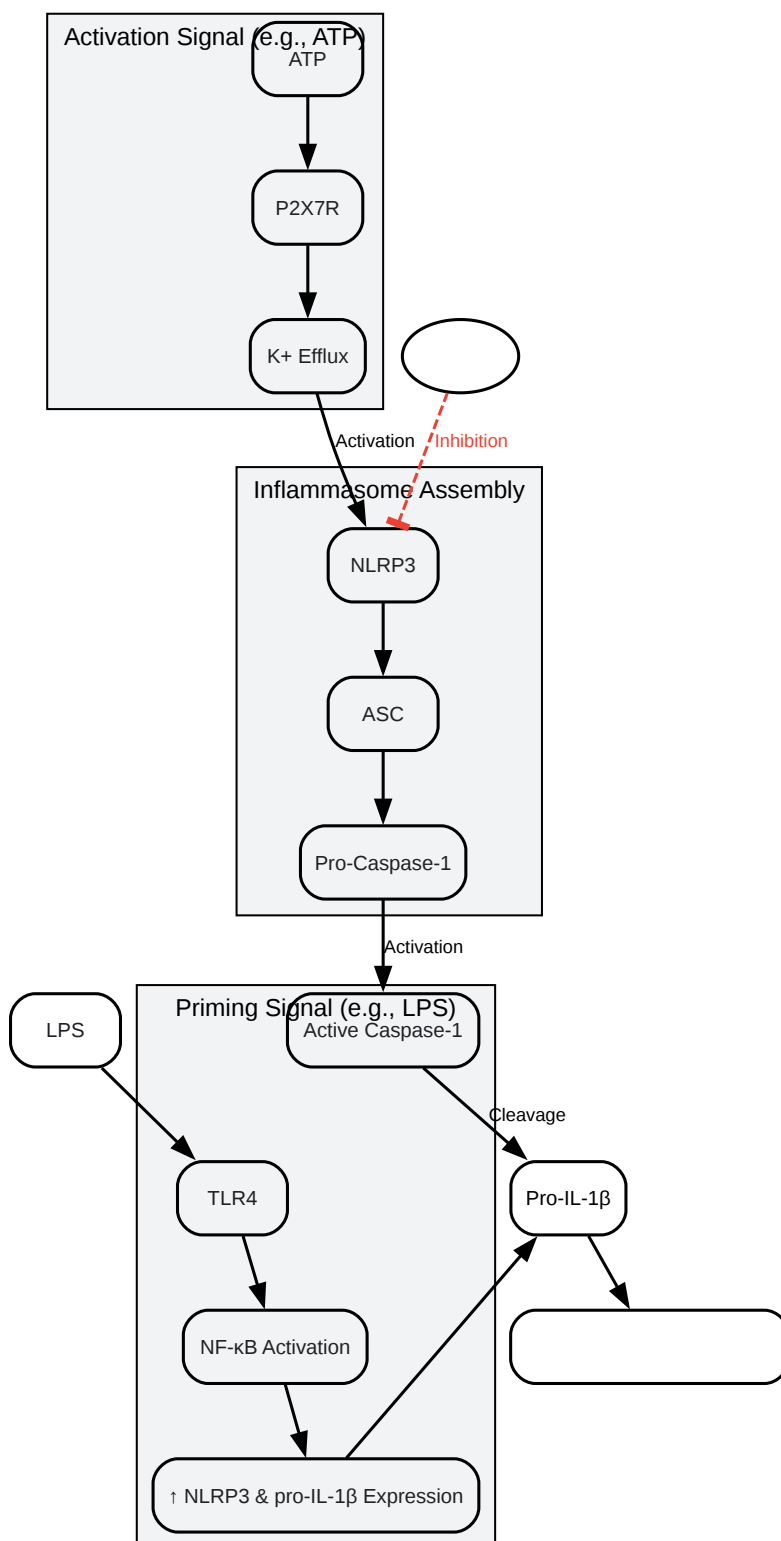 Activation Signal (e.g., ATP)
ATP
P2X7R
K+ Efflux
Activation
Inhibition
Inflammasome Assembly
NLRP3
ASC
Pro-Caspase-1
Activation
Priming Signal (e.g., LPS)
LPS
Active Caspase-1
Cleavage
TLR4
Pro-IL-1β
NF-κB Activation
↑ NLRP3 & pro-IL-1β Expression